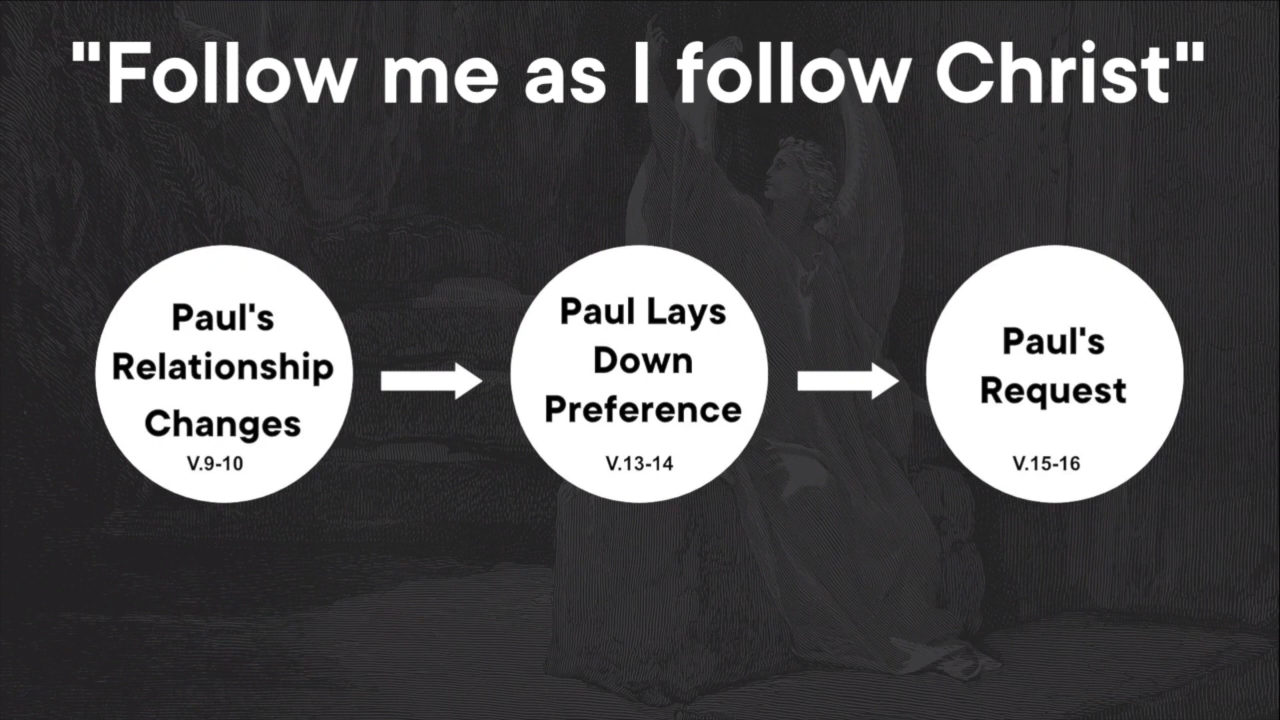 "Follow me as I follow Christ"
Paul's
Relationship
Changes
V.9-10
Paul Lays
Down
Preference
V.13-14
Paul's
Request
V.15-16